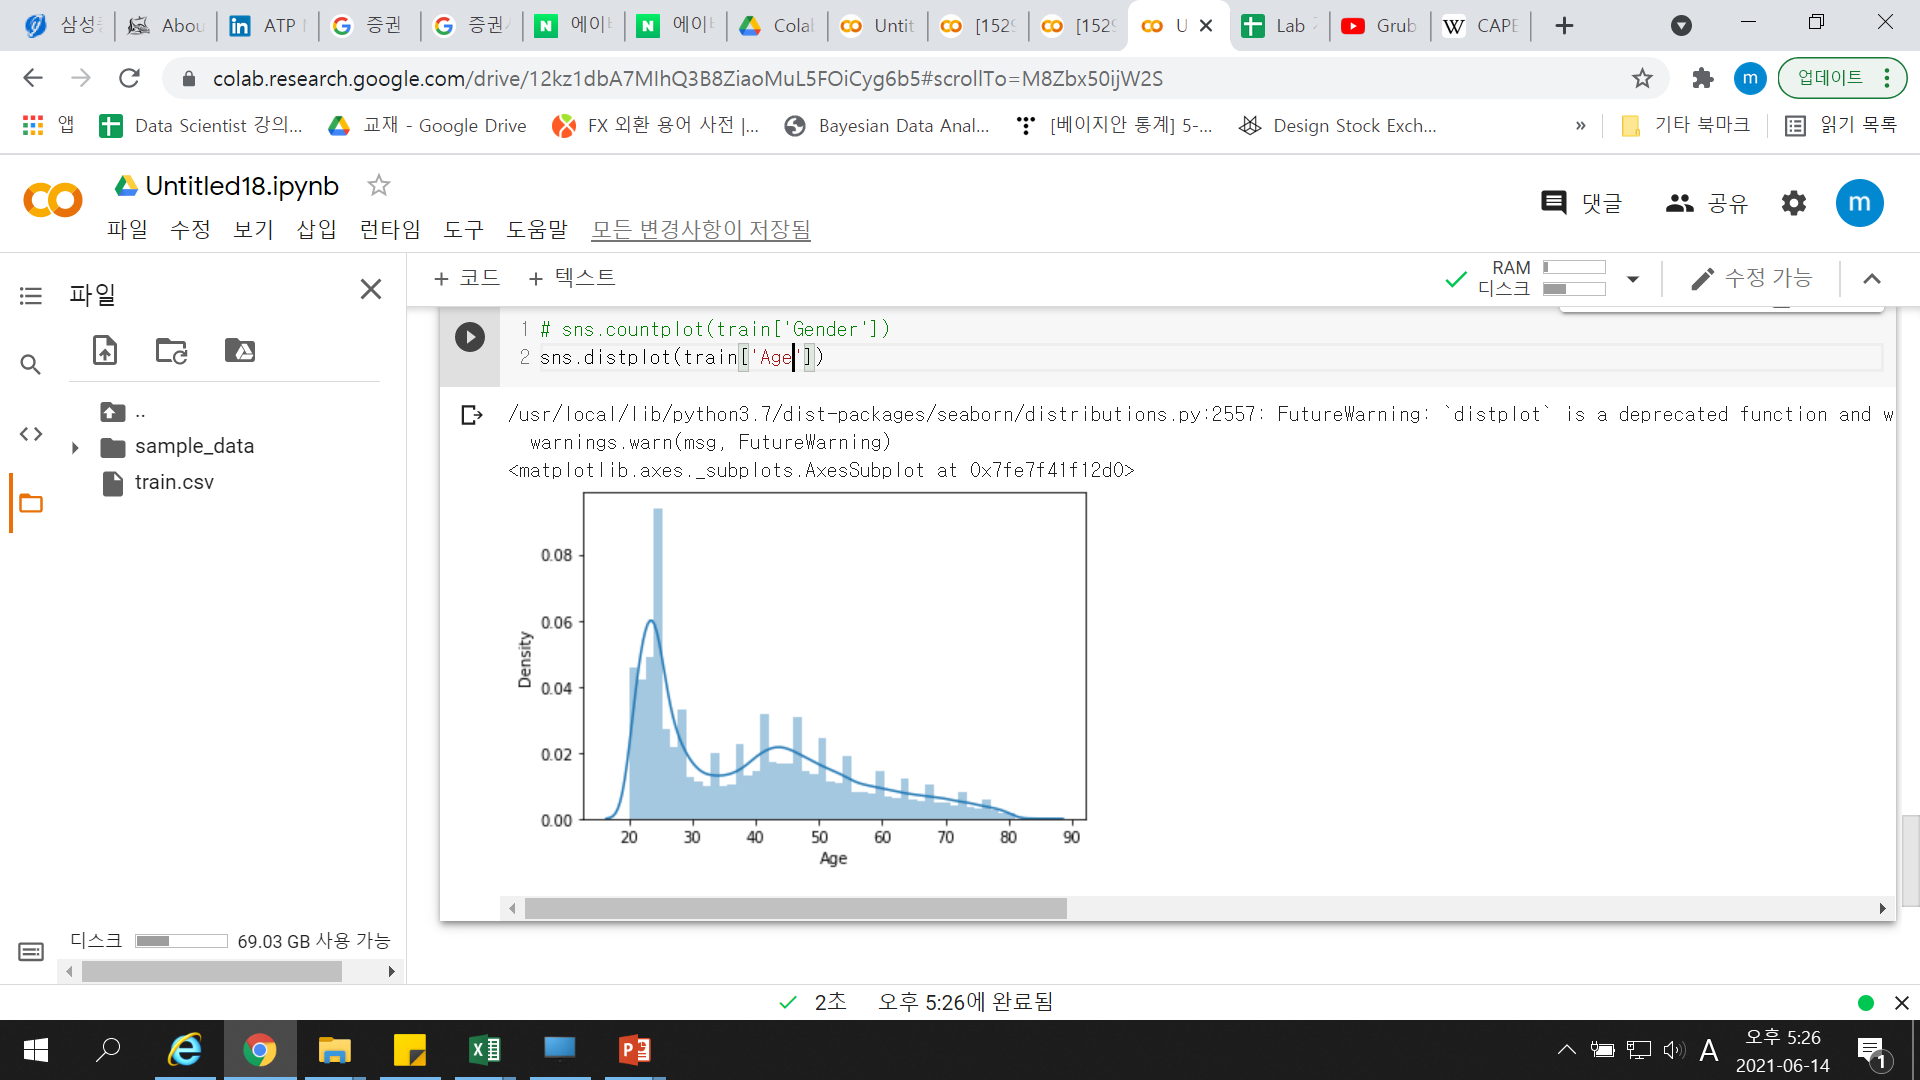 삼성 Abou ATP 증권 증권 에이 에이 Colal Untit [152 [152 U Lab Grub CAPE
colab.research.google.com/drive/12kz1dbA7MIhQ3B8ZiaoMuL5FOiCyg6b5#scrollTo=M8Zbx50ijW2S m 업데이트
앱 Data Scientist 강의... 교재 - Google Drive FX 외환 용어 사전 |... Bayesian Data Anal... [베이지안 통계] 5-... Design Stock Exch... » 기타 북마크 읽기 목록
Untitled18.ipynb
댓글 공유 m
파일 수정 보기 삽입 런타임 도구 도움말 모든 변경사항이 저장됨
파일
+ 코드 + 텍스트
RAM
디스크
수정 가능
1 # sns.countplot(train['Gender'])
2 sns.distplot(train['Age'])
..
sample_data
train.csv
/usr/local/lib/python3.7/dist-packages/seaborn/distributions.py:2557: FutureWarning: `distplot` is a deprecated function and w
warnings.warn(msg, FutureWarning)
<matplotlib.axes._subplots.AxesSubplot at 0x7fe7f41f12d0>
0.08
0.06
0.04
0.02
0.00
Density
20 30 40 50 60 70 80 90
Age
디스크 69.03 GB 사용 가능
2초 오후 5:26에 완료됨
A 오후 5:26
2021-06-14
1